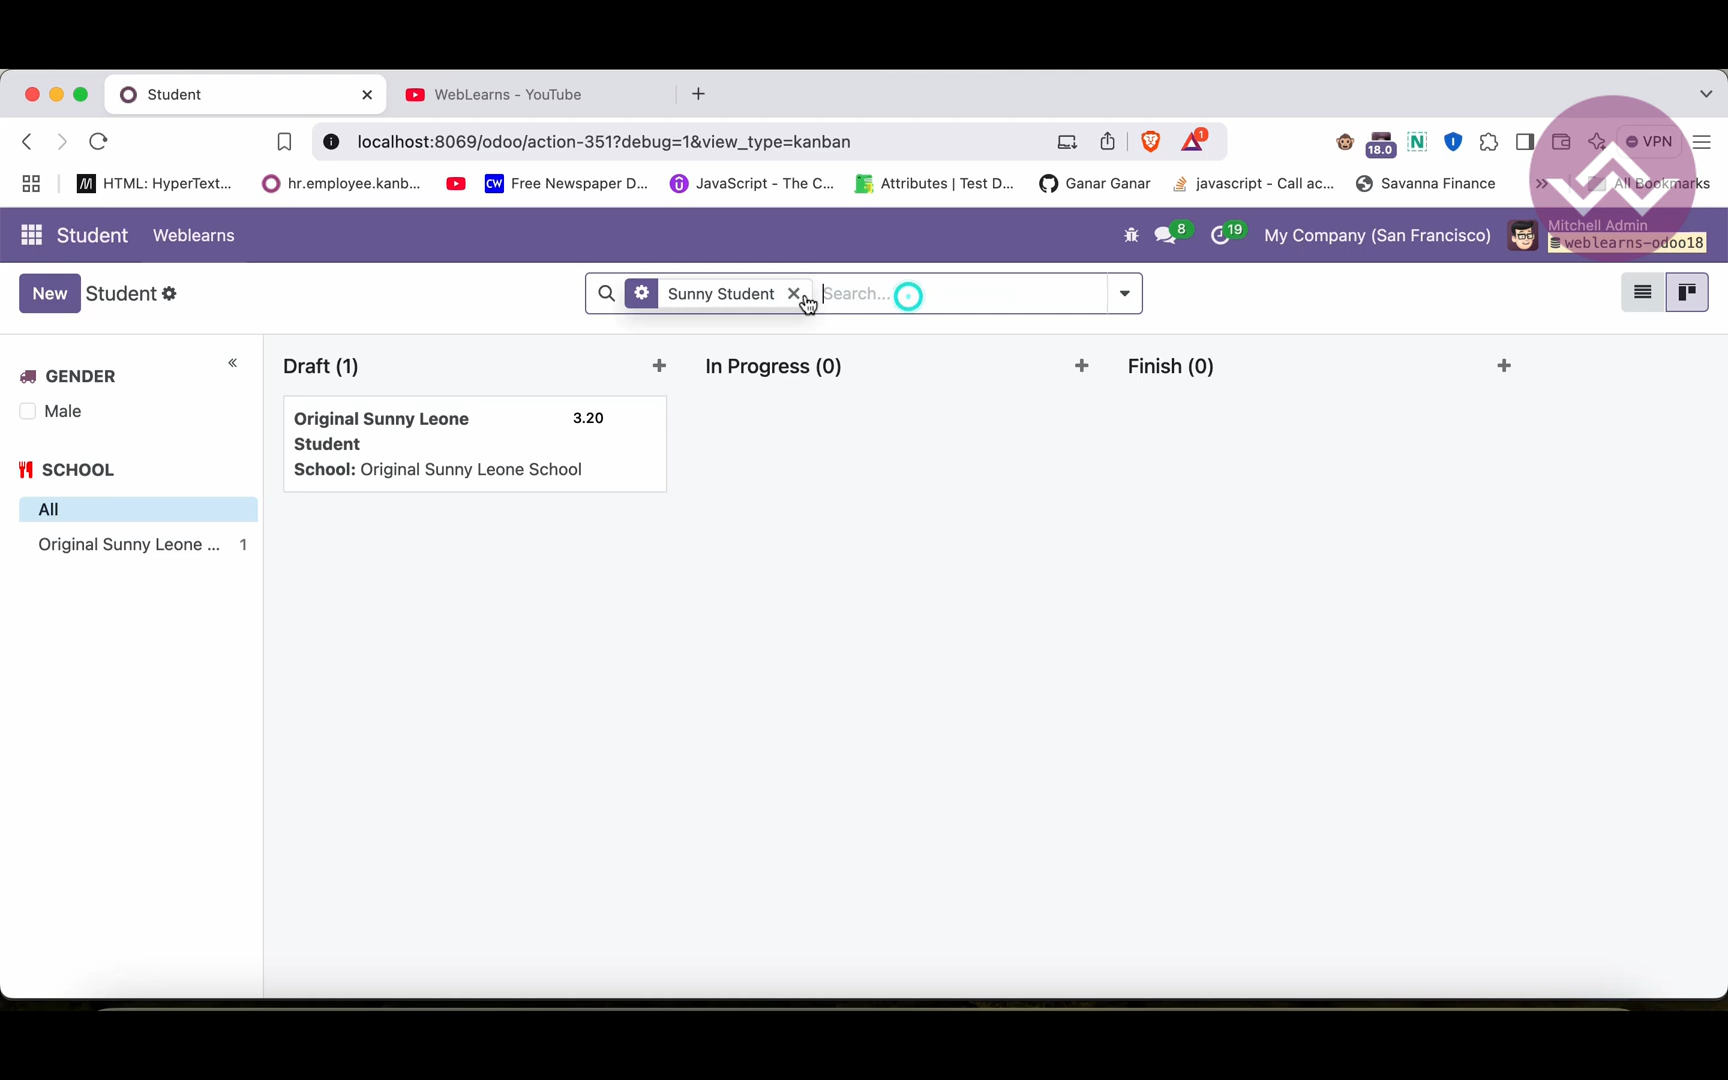 Student
WebLearns - YouTube
localhost:8069/odoo/action-351?debug=1&view_type=kanban
1
18.0
VPN
HTML: HyperText...
hr.employee.kanb...
CW Free Newspaper D...
JavaScript - The C...
Attributes | Test D...
Ganar Ganar
javascript - Call ac...
Savanna Finance
All Bookmarks
Student
Weblearns
8
19
My Company (San Francisco)
Mitchell Admin
weblearns-odoo18
New
Student
Sunny Student
Search...
GENDER
Male
SCHOOL
All
Original Sunny Leone ... 1
Draft (1)
Original Sunny Leone
Student
3.20
School: Original Sunny Leone School
In Progress (0)
Finish (0)